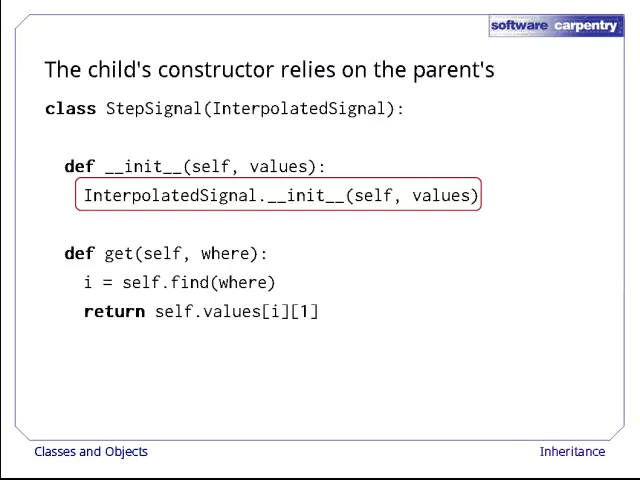 software carpentry
The child's constructor relies on the parent's
class StepSignal(InterpolatedSignal):
def __init__(self, values):
InterpolatedSignal.__init__(self, values)
def get(self, where):
i = self.find(where)
return self.values[i][1]
Classes and Objects
Inheritance